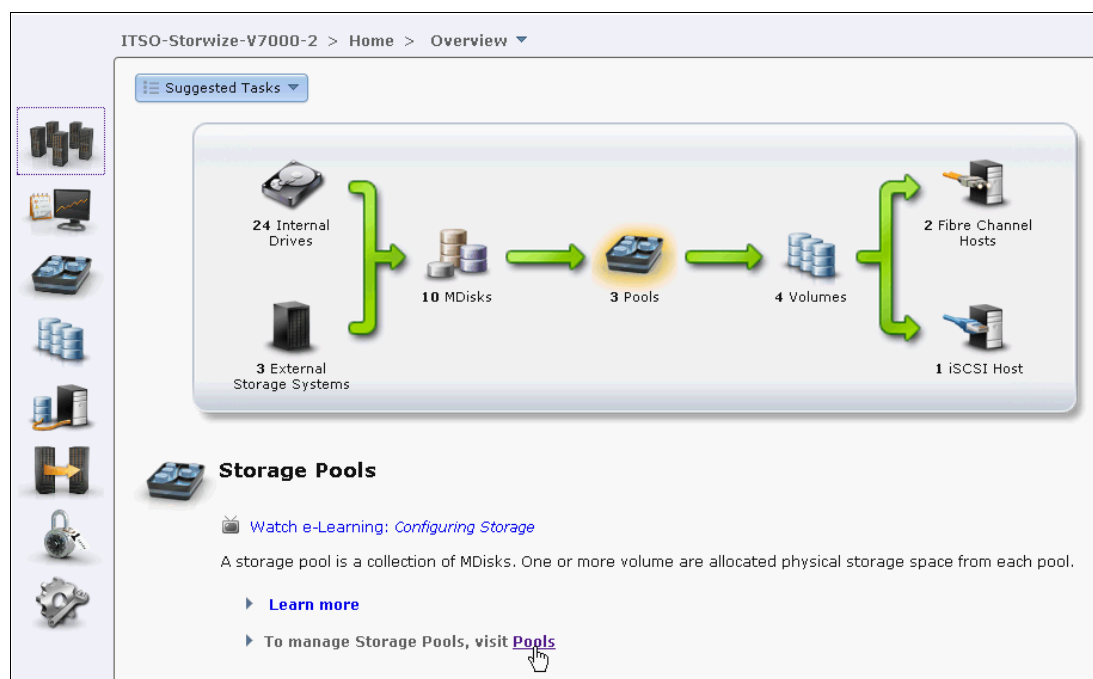 ITSO-Storwize-V7000-2 > Home > Overview
Suggested Tasks
24 Internal
Drives
10 MDisks
3 Pools
4 Volumes
2 Fibre Channel
Hosts
3 External
Storage Systems
1 iSCSI Host
Storage Pools
Watch e-Learning: Configuring Storage
A storage pool is a collection of MDisks. One or more volume are allocated physical storage space from each pool.
Learn more
To manage Storage Pools, visit Pools